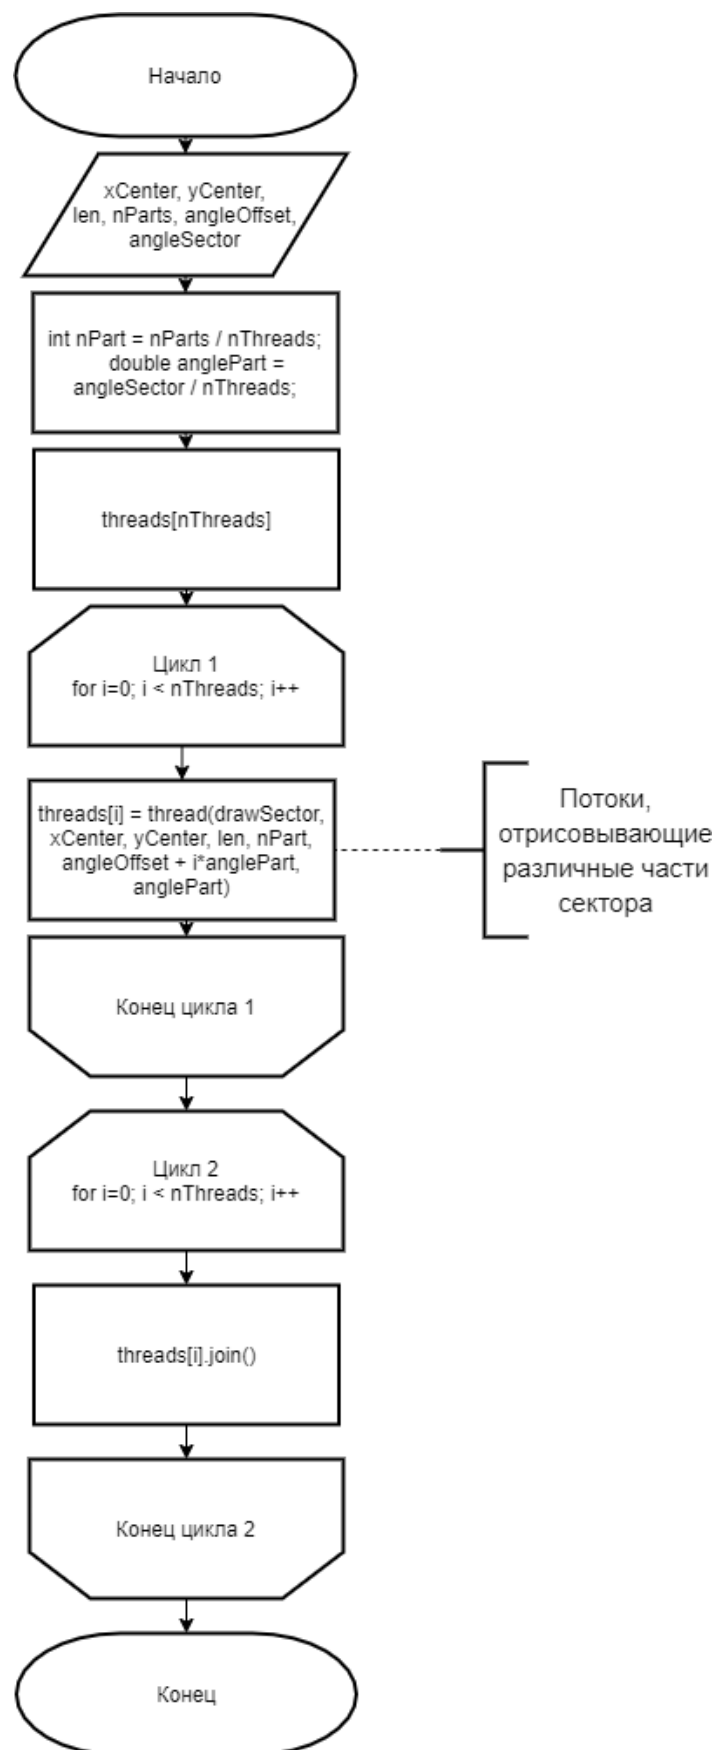 Начало
xCenter, yCenter,
len, nParts, angleOffset,
angleSector
int nPart = nParts / nThreads;
double anglePart =
angleSector / nThreads;
threads[nThreads]
Цикл 1
for i=0; i < nThreads; i++
threads[i] = thread(drawSector,
xCenter, yCenter, len, nPart,
angleOffset + i*anglePart,
anglePart)
Потоки,
отрисовывающие
различные части
сектора
Конец цикла 1
Цикл 2
for i=0; i < nThreads; i++
threads[i].join()
Конец цикла 2
Конец